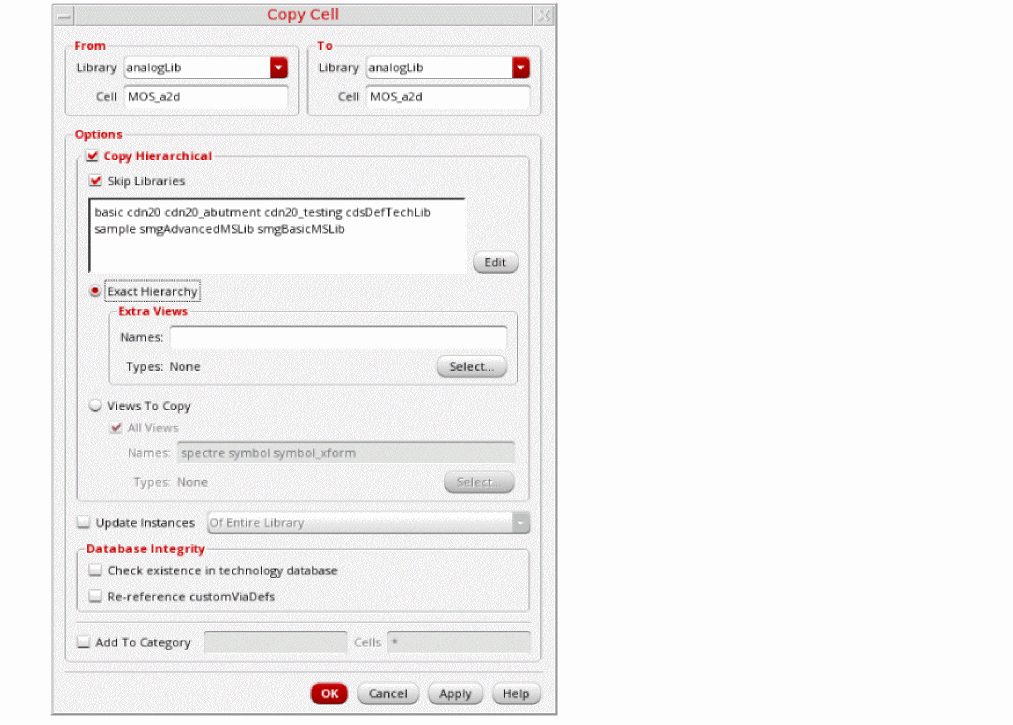 Copy Cell
From
To
Library analogLib
Library analogLib
Cell MOS_a2d
Cell MOS_a2d
Options
Copy Hierarchical
Skip Libraries
basic cdn20 cdn20_abutment cdn20_testing cdsDefTechLib
sample smgAdvancedMSLib smgBasicMSLib
Edit
Exact Hierarchy
Extra Views
Names:
Types: None
Select...
Views To Copy
All Views
Names: spectre symbol symbol_xform
Types: None
Select...
Update Instances Of Entire Library
Database Integrity
Check existence in technology database
Re-reference customViaDefs
Add To Category Cells *
OK Cancel Apply Help